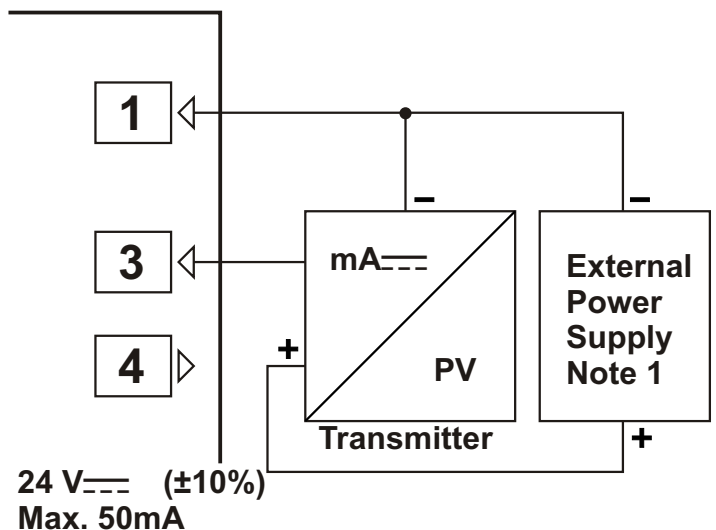 1
3
4
mA
PV
+
−
Transmitter
−
External
Power
Supply
Note 1
+
24 V (±10%)
Max. 50mA